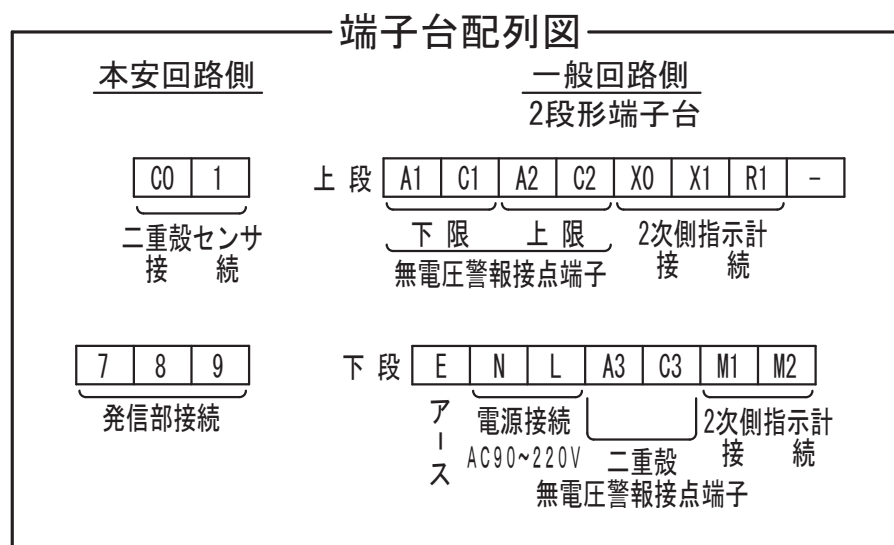 端子台配列図
本安回路側
一般回路側
2段形端子台
C0 1
二重殻センサ
接続
上段 A1 C1 A2 C2 X0 X1 R1 -
下限 上限
無電圧警報接点端子
2次側指示計
接続
7 8 9
発信部接続
下段 E N L A3 C3 M1 M2
アース
電源接続
AC90~220V
二重殻
無電圧警報接点端子
2次側指示計
接続